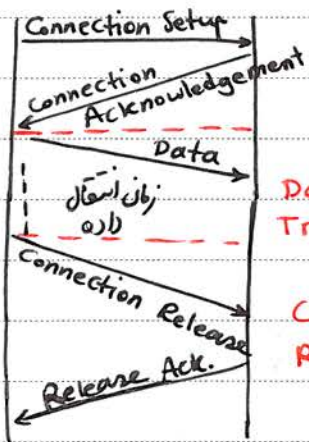 Connection Setup
Connection
Acknowledgement
Data
زمان انتقال
داده
Connection Release
Release Ack.